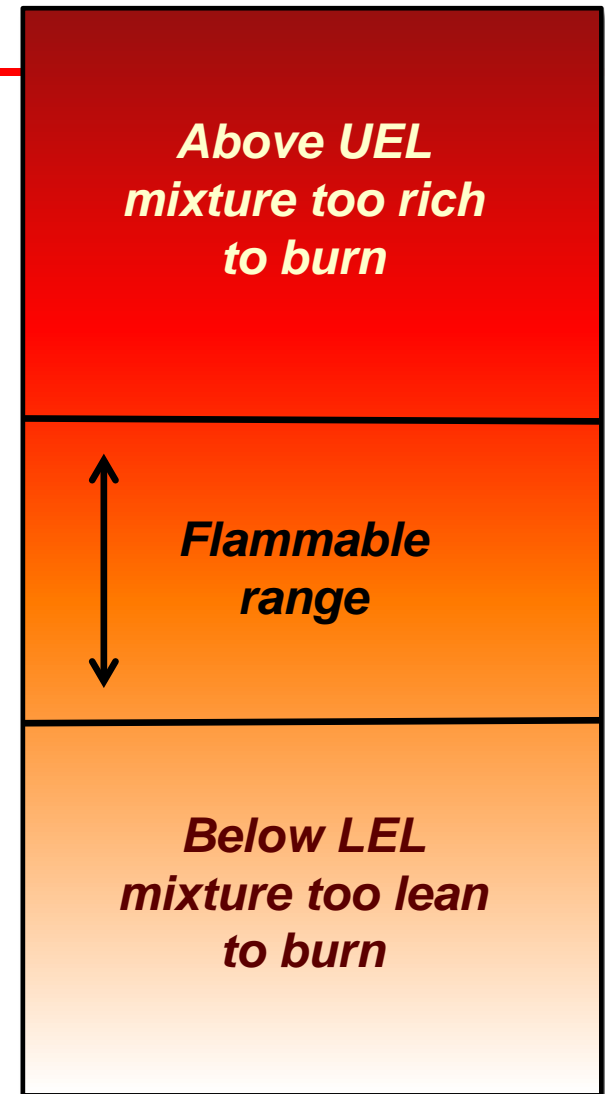 Above UEL
mixture too rich
to burn
Flammable
range
Below LEL
mixture too lean
to burn